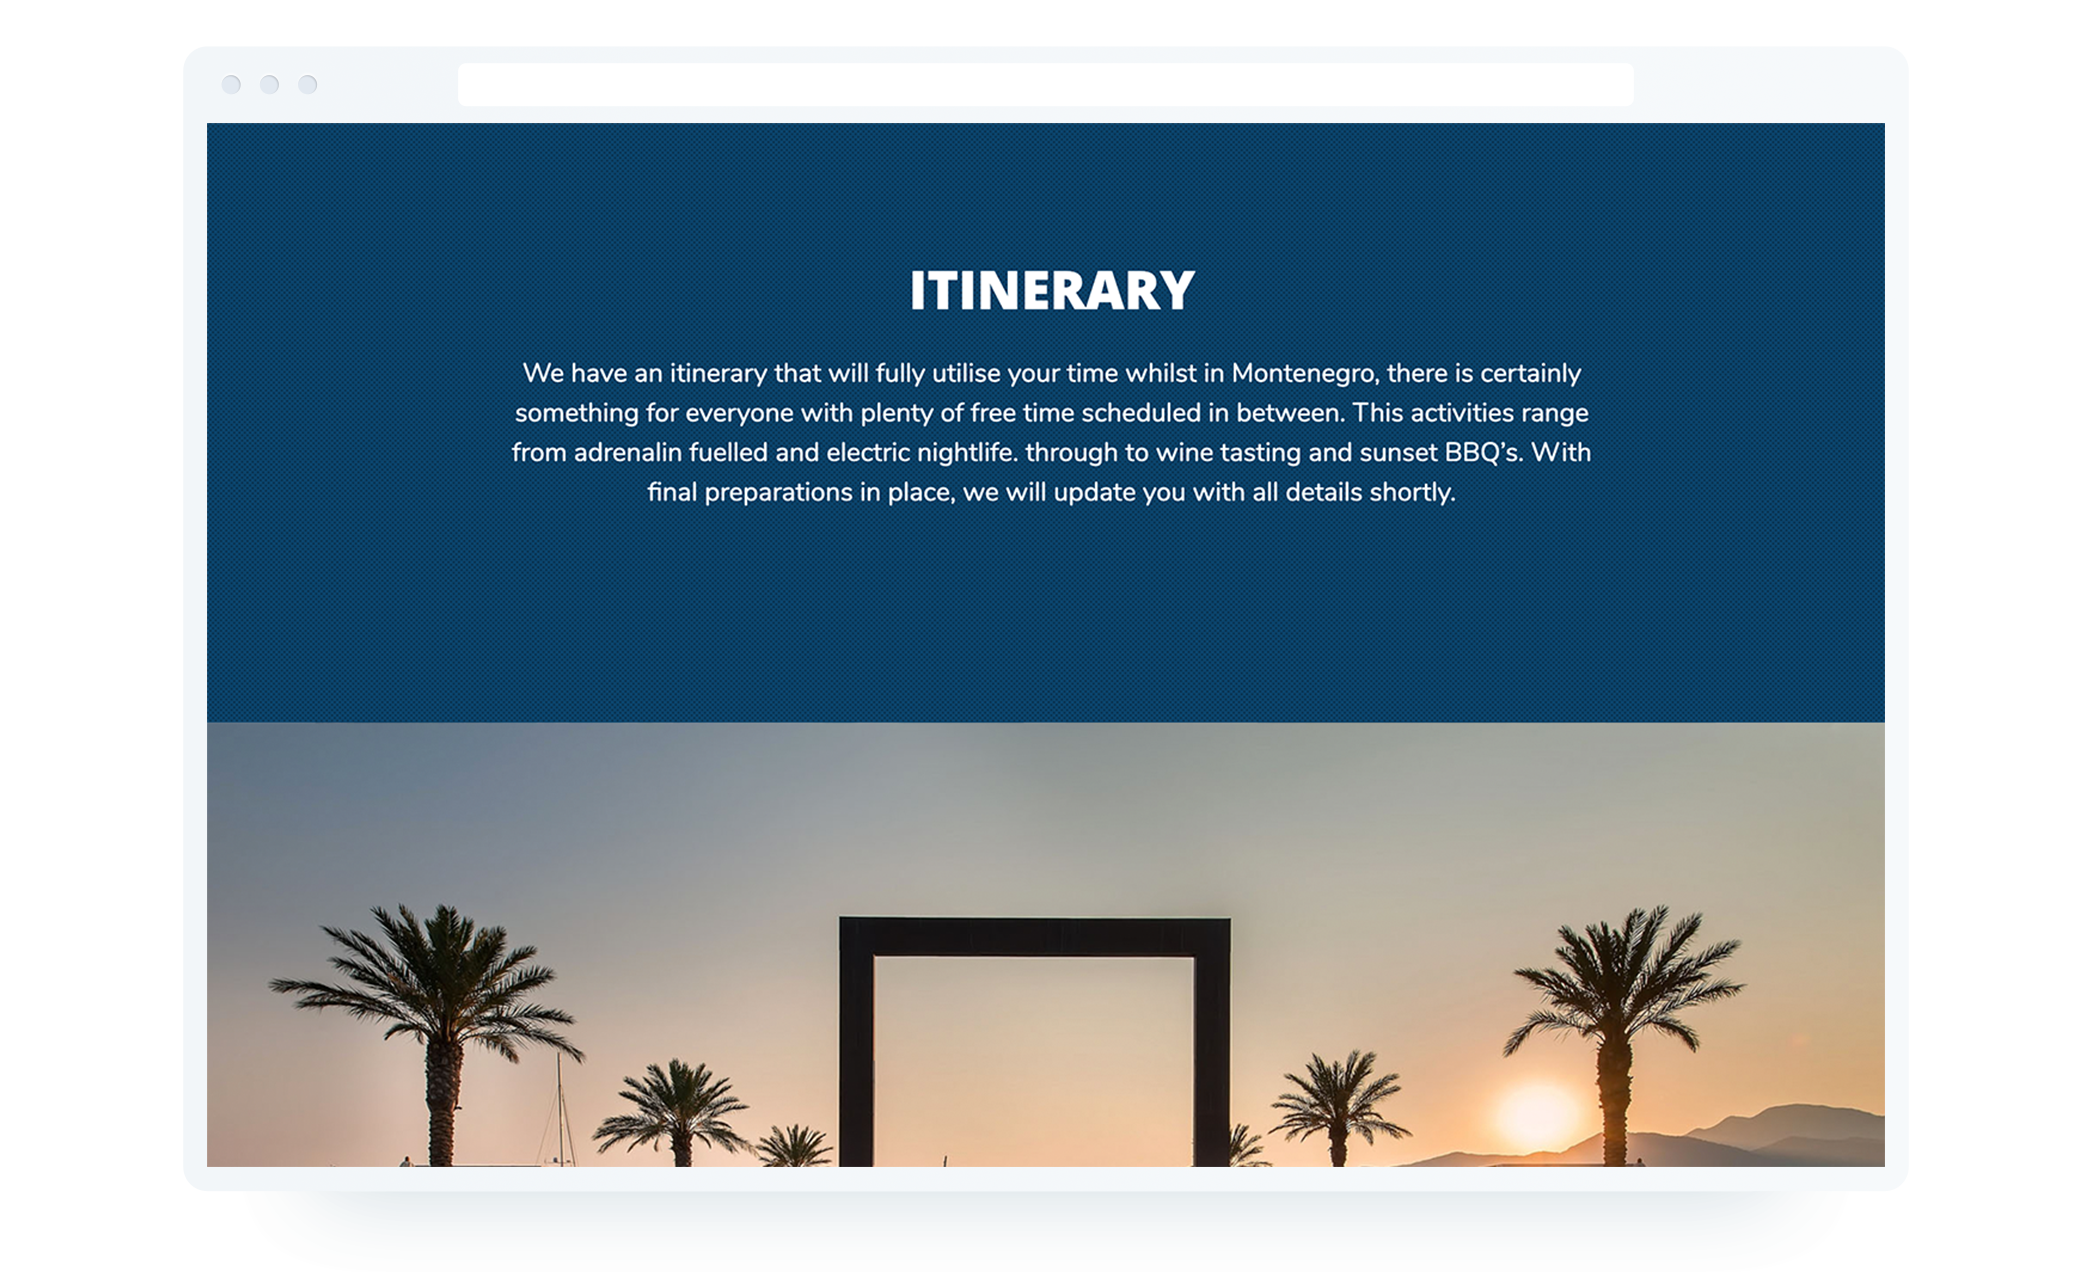 ITINERARY
We have an itinerary that will fully utilise your time whilst in Montenegro, there is certainly
something for everyone with plenty of free time scheduled in between. This activities range
from adrenalin fuelled and electric nightlife. through to wine tasting and sunset BBQ’s. With
final preparations in place, we will update you with all details shortly.